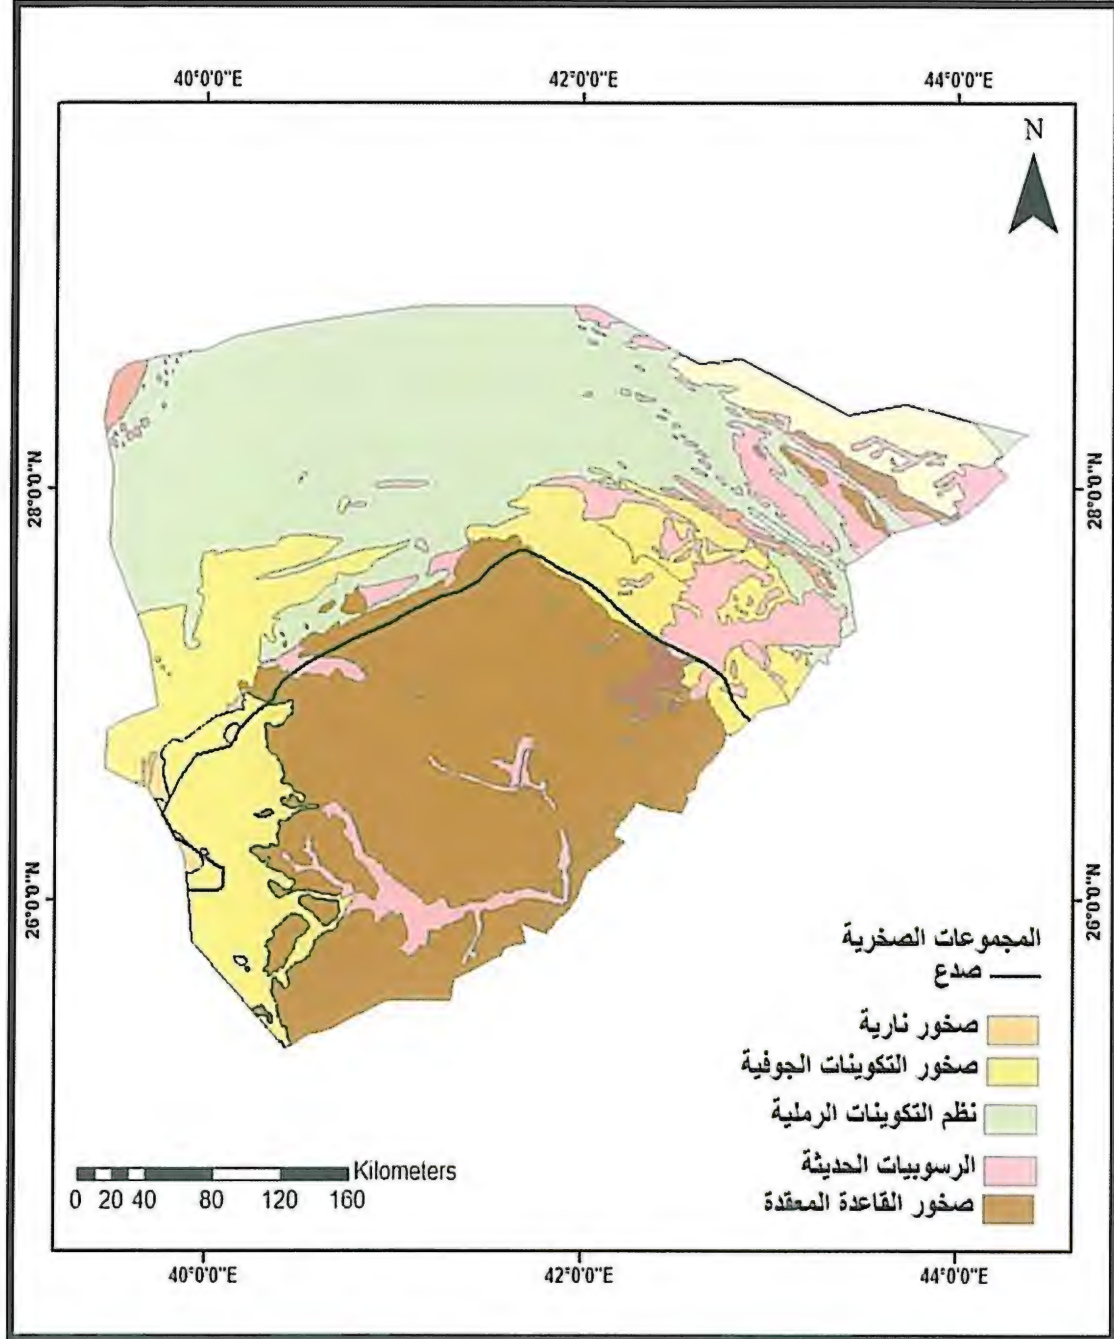 40°0'0"E 42°0'0"E 44°0'0"E
N
28°0'0"N
28°0'0"N
26°0'0"N
26°0'0"N
المجموعات الصخرية
صدع
صخور نارية
صخور التكوينات الجوفية
نظم التكوينات الرملية
الرسوبيات الحديثة
صخور القاعدة المعقدة
Kilometers
0 20 40 80 120 160
40°0'0"E 42°0'0"E 44°0'0"E